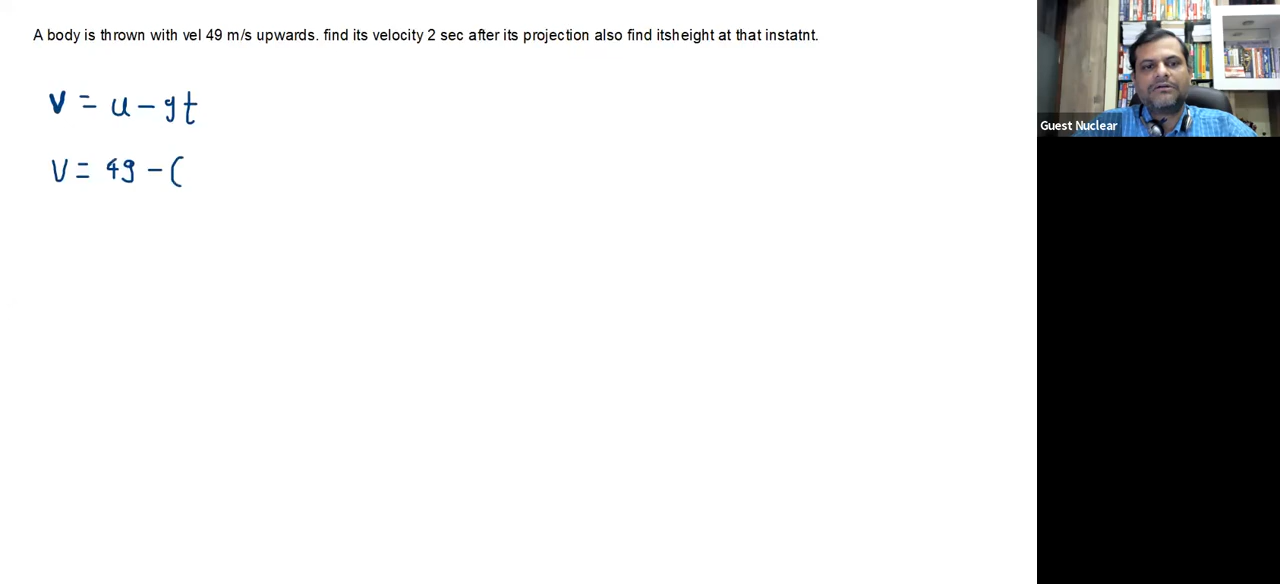 A body is thrown with vel 49 m/s upwards. find its velocity 2 sec after its projection also find itsheight at that instatnt.
v = u - gt
V = 49 - (
Guest Nuclear